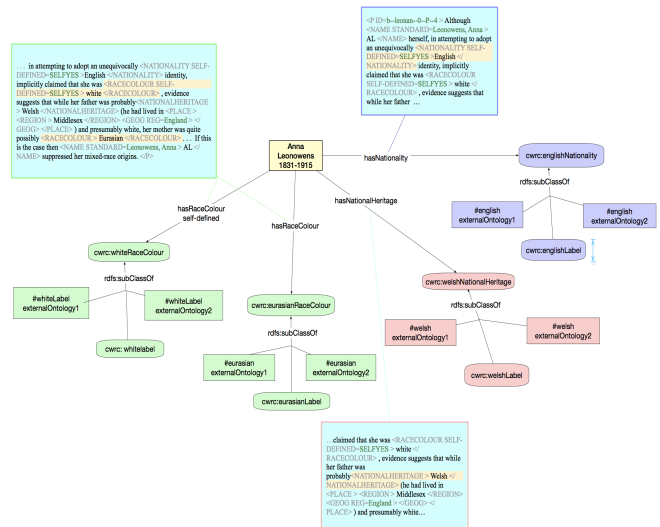 <P ID=b--leonan--0--P--4 > Although
<NAME STANDARD=Leonowens, Anna >
AL </NAME> herself, in attempting to adopt
an unequivocally <NATIONALITY SELF-
DEFINED=SELFYES > English </
NATIONALITY> identity, implicitly
claimed that she was <RACECOLOUR
SELF-DEFINED=SELFYES > white </
RACECOLOUR> , evidence suggests that
while her father …
. . . in attempting to adopt an unequivocally <NATIONALITY SELF-
DEFINED=SELFYES >English </NATIONALITY> identity,
implicitly claimed that she was <RACECOLOUR SELF-
DEFINED=SELFYES > white </RACECOLOUR> , evidence
suggests that while her father was probably<NATIONALHERITAGE
> Welsh </NATIONALHERITAGE> (he had lived in <PLACE >
<REGION > Middlesex </REGION> <GEOG REG=England > </
GEOG> </PLACE> ) and presumably white, her mother was quite
possibly <RACECOLOUR > Eurasian </RACECOLOUR> . . . If this
is the case then <NAME STANDARD=Leonowens, Anna > AL </
NAME> suppressed her mixed-race origins. </P>
Anna
Leonowens
1831-1915
hasNationality
cwrc:englishNationality
rdfs:subClassOf
#english
externalOntology1
#english
externalOntology2
cwrc:englishLabel
hasRaceColour
self-defined
hasRaceColour
hasNationalHeritage
cwrc:whiteRaceColour
rdfs:subClassOf
#whiteLabel
externalOntology1
#whiteLabel
externalOntology2
cwrc: whitelabel
cwrc:eurasianRaceColour
rdfs:subClassOf
#eurasian
externalOntology1
#eurasian
externalOntology2
cwrc:eurasianLabel
cwrc:welshNationalHeritage
rdfs:subClassOf
#welsh
externalOntology1
#welsh
externalOntology2
cwrc:welshLabel
…claimed that she was <RACECOLOUR SELF-
DEFINED=SELFYES > white </
RACECOLOUR> , evidence suggests that while
her father was
probably<NATIONALHERITAGE > Welsh </
NATIONALHERITAGE> (he had lived in
<PLACE > <REGION > Middlesex </REGION>
<GEOG REG=England > </GEOG> </
PLACE> ) and presumably white…